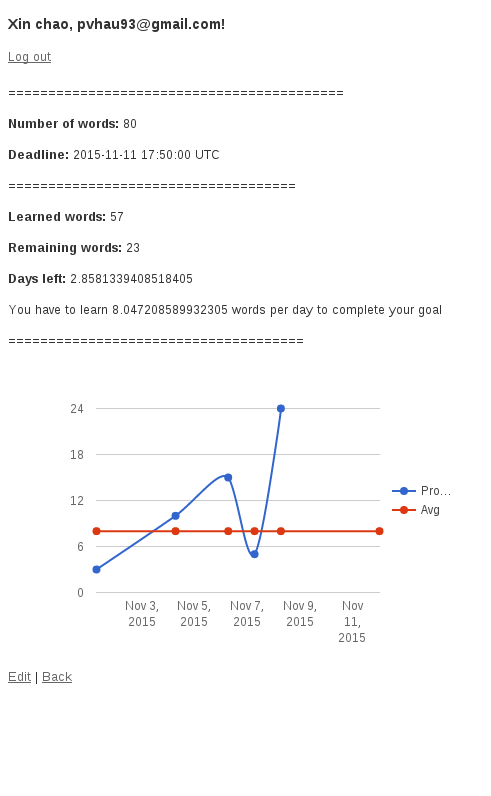 Xin chao, pvhau93@gmail.com!
Log out
==========================================
Number of words: 80
Deadline: 2015-11-11 17:50:00 UTC
====================================
Learned words: 57
Remaining words: 23
Days left: 2.8581339408518405
You have to learn 8.047208589932305 words per day to complete your goal
=====================================
24
18
12
6
0
Pro...
Avg
Nov 3, 2015
Nov 5, 2015
Nov 7, 2015
Nov 9, 2015
Nov 11, 2015
Edit | Back